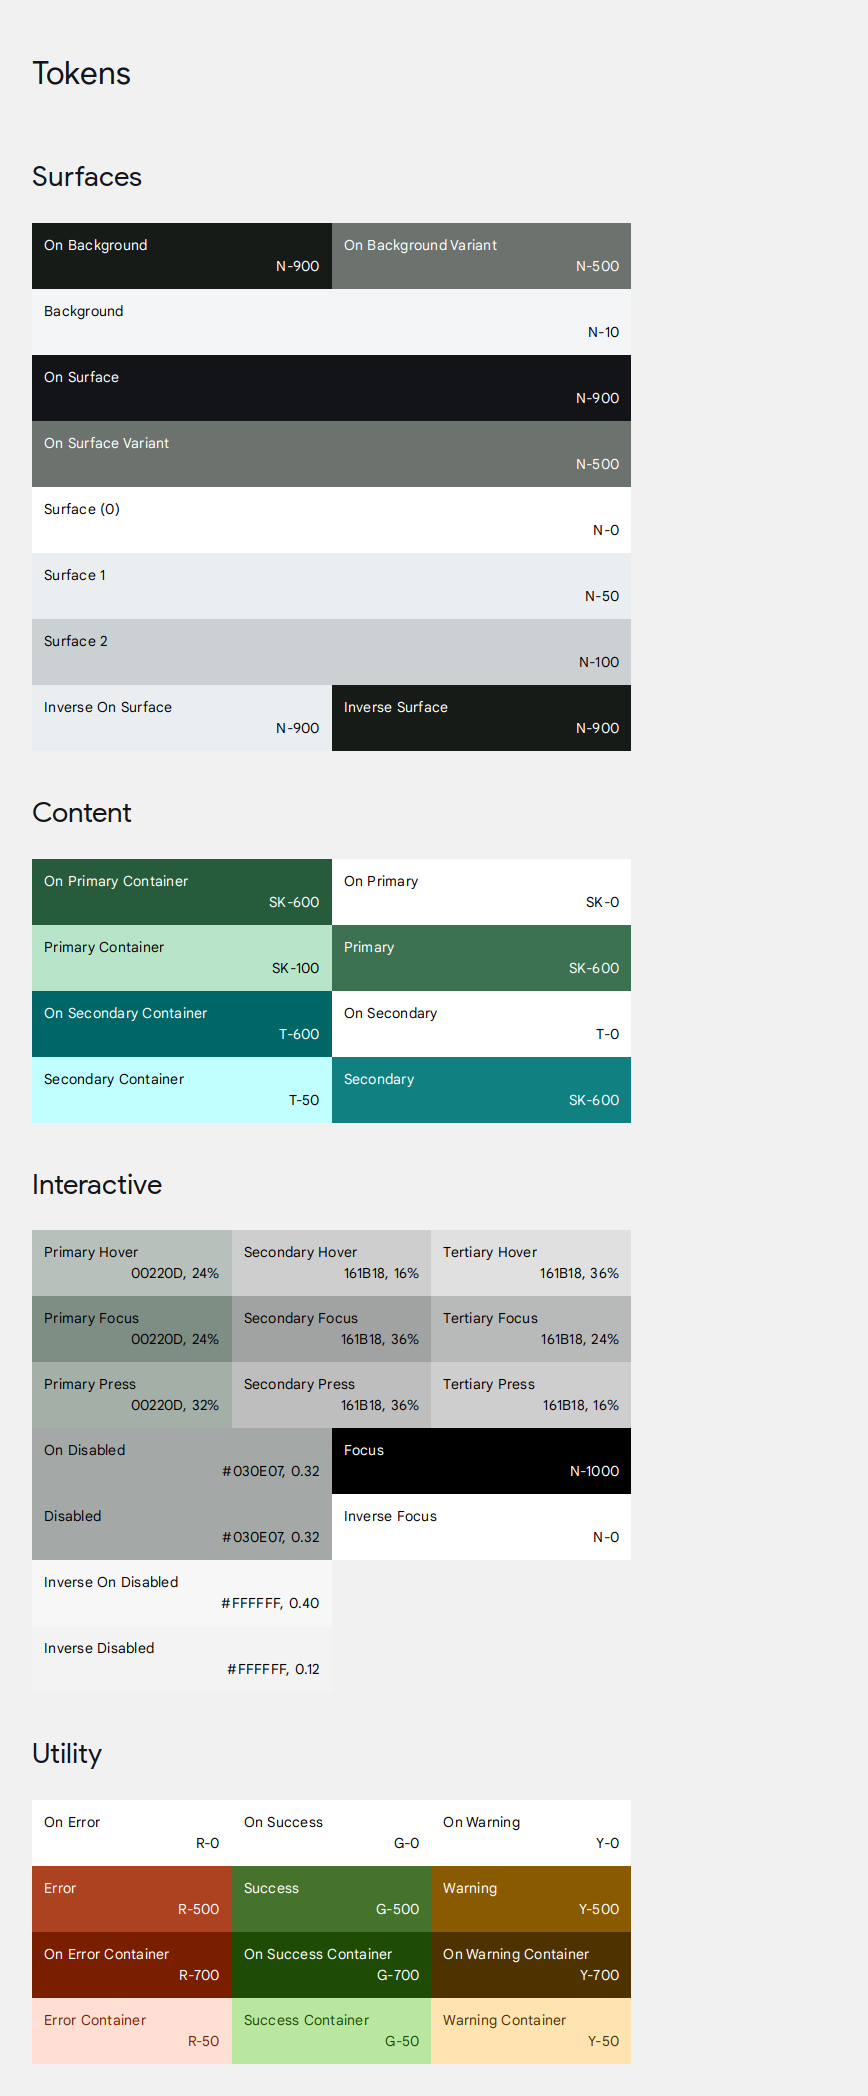 Tokens
Surfaces
On Background
N-900
On Background Variant
N-500
Background
N-10
On Surface
N-900
On Surface Variant
N-500
Surface (0)
N-0
Surface 1
N-50
Surface 2
N-100
Inverse On Surface
N-900
Inverse Surface
N-900
Content
On Primary Container
SK-600
On Primary
SK-0
Primary Container
SK-100
Primary
SK-600
On Secondary Container
T-600
On Secondary
T-0
Secondary Container
T-50
Secondary
SK-600
Interactive
Primary Hover
00220D, 24%
Secondary Hover
161B18, 16%
Tertiary Hover
161B18, 36%
Primary Focus
00220D, 24%
Secondary Focus
161B18, 36%
Tertiary Focus
161B18, 24%
Primary Press
00220D, 32%
Secondary Press
161B18, 36%
Tertiary Press
161B18, 16%
On Disabled
#030E07, 0.32
Focus
N-1000
Disabled
#030E07, 0.32
Inverse Focus
N-0
Inverse On Disabled
#FFFFFF, 0.40
Inverse Disabled
#FFFFFF, 0.12
Utility
On Error
R-0
On Success
G-0
On Warning
Y-0
Error
R-500
Success
G-500
Warning
Y-500
On Error Container
R-700
On Success Container
G-700
On Warning Container
Y-700
Error Container
R-50
Success Container
G-50
Warning Container
Y-50